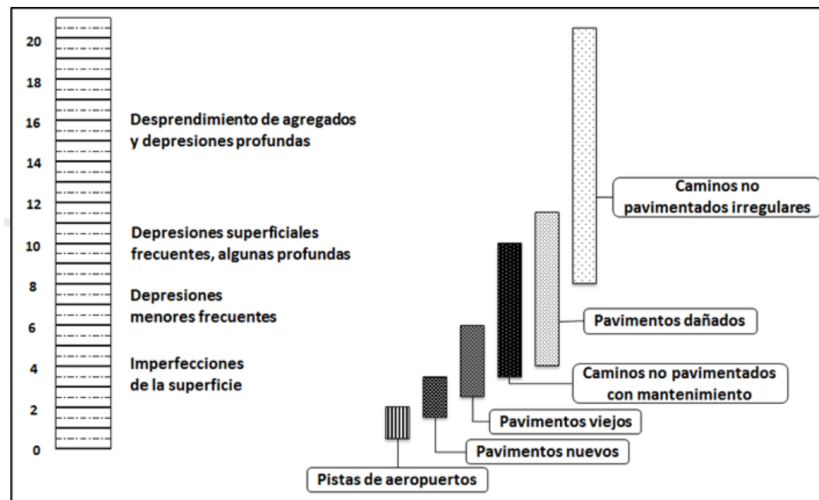 20
18
16
14
12
10
8
6
4
2
0
Desprendimiento de agregados
y depresiones profundas
Depresiones superficiales
frecuentes, algunas profundas
Depresiones
menores frecuentes
Imperfecciones
de la superficie
Caminos no
pavimentados irregulares
Pavimentos dañados
Caminos no pavimentados
con mantenimiento
Pavimentos viejos
Pavimentos nuevos
Pistas de aeropuertos